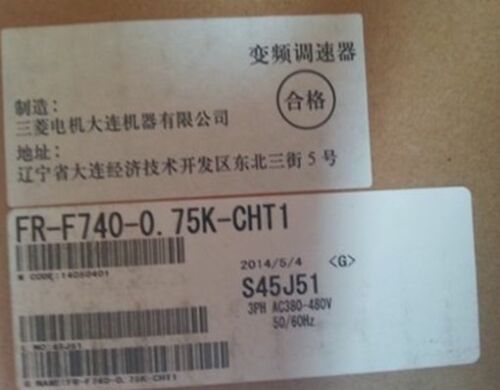 变频调速器
合格
制造：
三菱电机大连机器有限公司
地址：
辽宁省大连经济技术开发区东北三街5号
FR-F740-0.75K-CHT1
2014/5/4 <G>
S45J51
3PH AC380-480V
50/60Hz